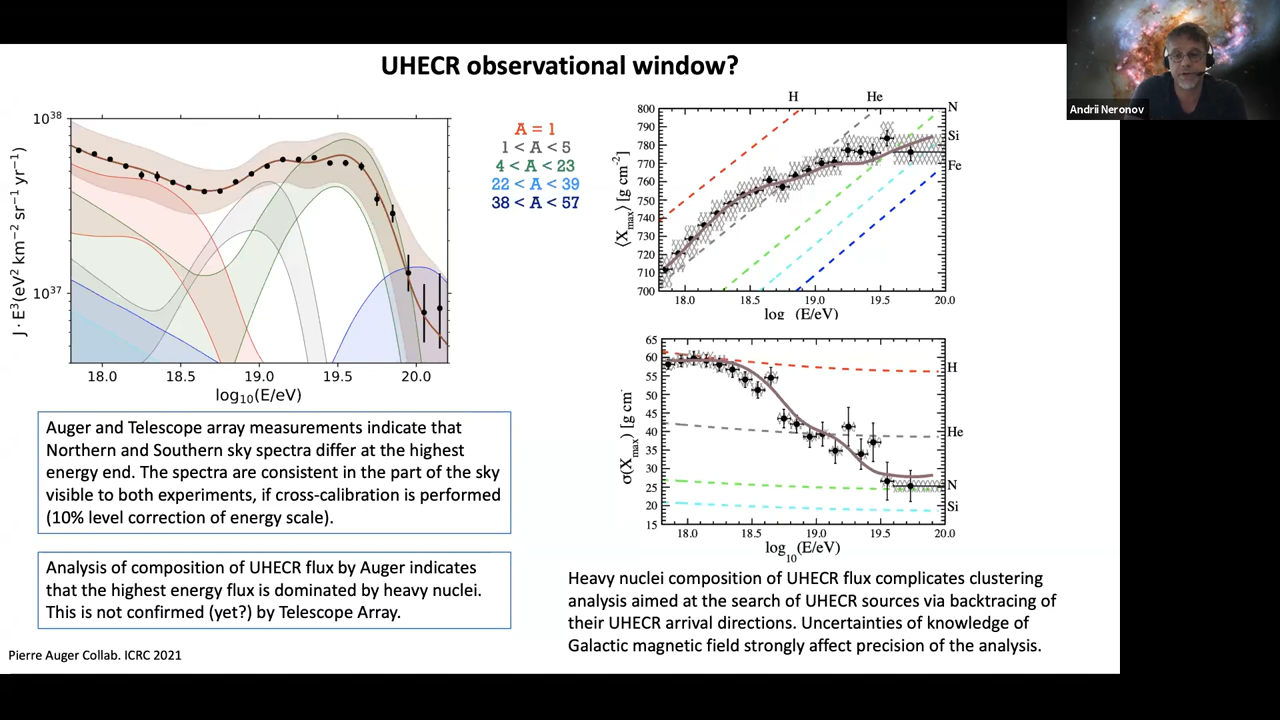 UHECR observational window?
Andrii Neronov
10³⁸
10³⁷
J · E³(eV² km⁻² sr⁻¹ yr⁻¹)
18.0 18.5 19.0 19.5 20.0
log₁₀(E/eV)
A = 1
1 < A < 5
4 < A < 23
22 < A < 39
38 < A < 57
H He N
Si
Fe
800
790
780
770
760
750
740
730
720
710
700
⟨Xmax⟩ [g cm⁻²]
18.0 18.5 19.0 19.5 20.0
log (E/eV)
65
60
55
50
45
40
35
30
25
20
15
σ(Xmax) [g cm
H
He
N
Si
18.0 18.5 19.0 19.5 20.0
log₁₀(E/eV)
Auger and Telescope array measurements indicate that
Northern and Southern sky spectra differ at the highest
energy end. The spectra are consistent in the part of the sky
visible to both experiments, if cross-calibration is performed
(10% level correction of energy scale).
Analysis of composition of UHECR flux by Auger indicates
that the highest energy flux is dominated by heavy nuclei.
This is not confirmed (yet?) by Telescope Array.
Heavy nuclei composition of UHECR flux complicates clustering
analysis aimed at the search of UHECR sources via backtracing of
their UHECR arrival directions. Uncertainties of knowledge of
Galactic magnetic field strongly affect precision of the analysis.
Pierre Auger Collab. ICRC 2021